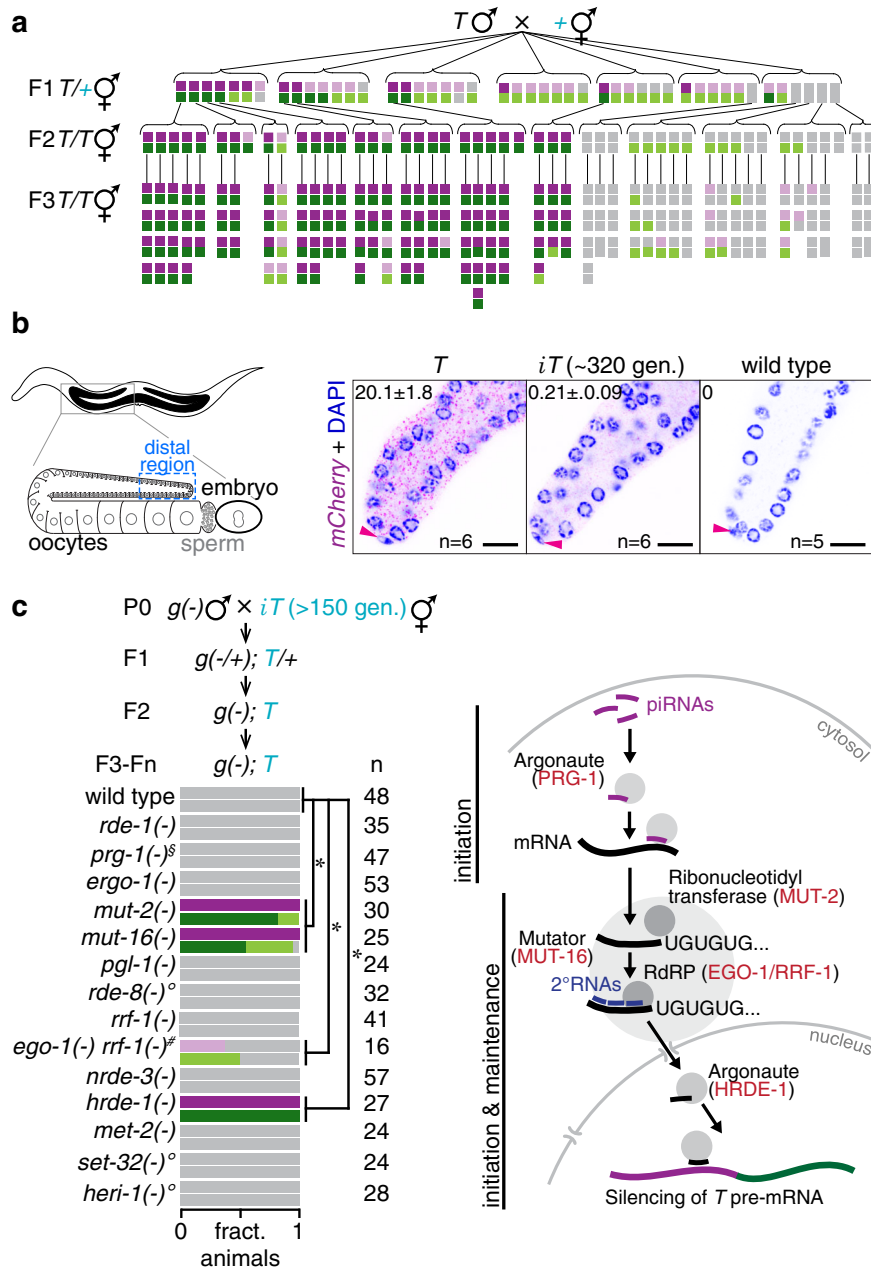 a
T ♂ × + ⚥
F1 T/+ ⚥
F2 T/T ⚥
F3 T/T ⚥
b
distal
region
embryo
oocytes
sperm
mCherry + DAPI
T
iT (~320 gen.)
wild type
20.1±1.8
0.21±.0.09
0
n=6
n=6
n=5
c
P0 g(-)♂ × iT (>150 gen.) ⚥
F1 g(-/+); T/+
F2 g(-); T
F3-Fn g(-); T n
wild type 48
rde-1(-) 35
prg-1(-)§ 47
ergo-1(-) 53
mut-2(-) 30
mut-16(-) 25
pgl-1(-) 24
rde-8(-)° 32
rrf-1(-) 41
ego-1(-) rrf-1(-)# 16
nrde-3(-) 57
hrde-1(-) 27
met-2(-) 24
set-32(-)° 24
heri-1(-)° 28
* * *
0 fract. 1
animals
initiation
initiation & maintenance
piRNAs
cytosol
Argonaute
(PRG-1)
mRNA
Ribonucleotidyl
transferase (MUT-2)
Mutator
(MUT-16)
UGUGUG...
RdRP (EGO-1/RRF-1)
2°RNAs
UGUGUG...
nucleus
Argonaute
(HRDE-1)
Silencing of T pre-mRNA